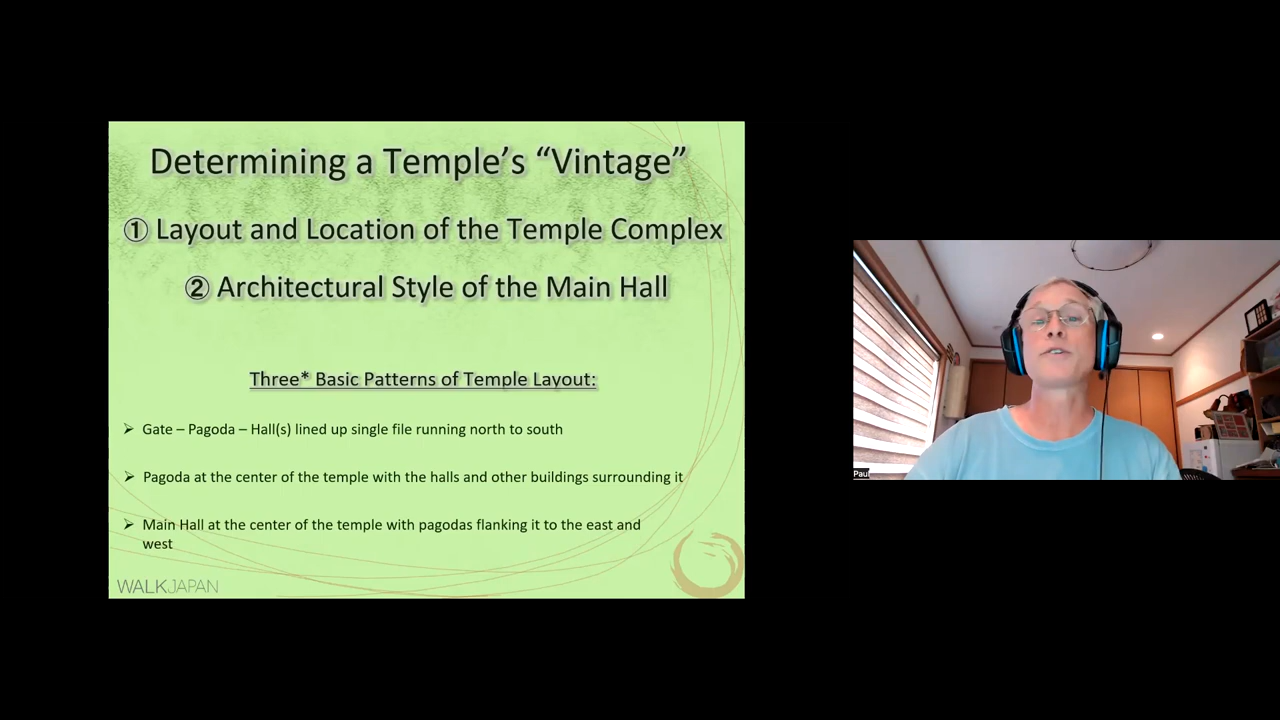 Determining a Temple's “Vintage”
① Layout and Location of the Temple Complex
② Architectural Style of the Main Hall
Three* Basic Patterns of Temple Layout:
➢ Gate – Pagoda – Hall(s) lined up single file running north to south
➢ Pagoda at the center of the temple with the halls and other buildings surrounding it
➢ Main Hall at the center of the temple with pagodas flanking it to the east and
west
WALKJAPAN
Paul